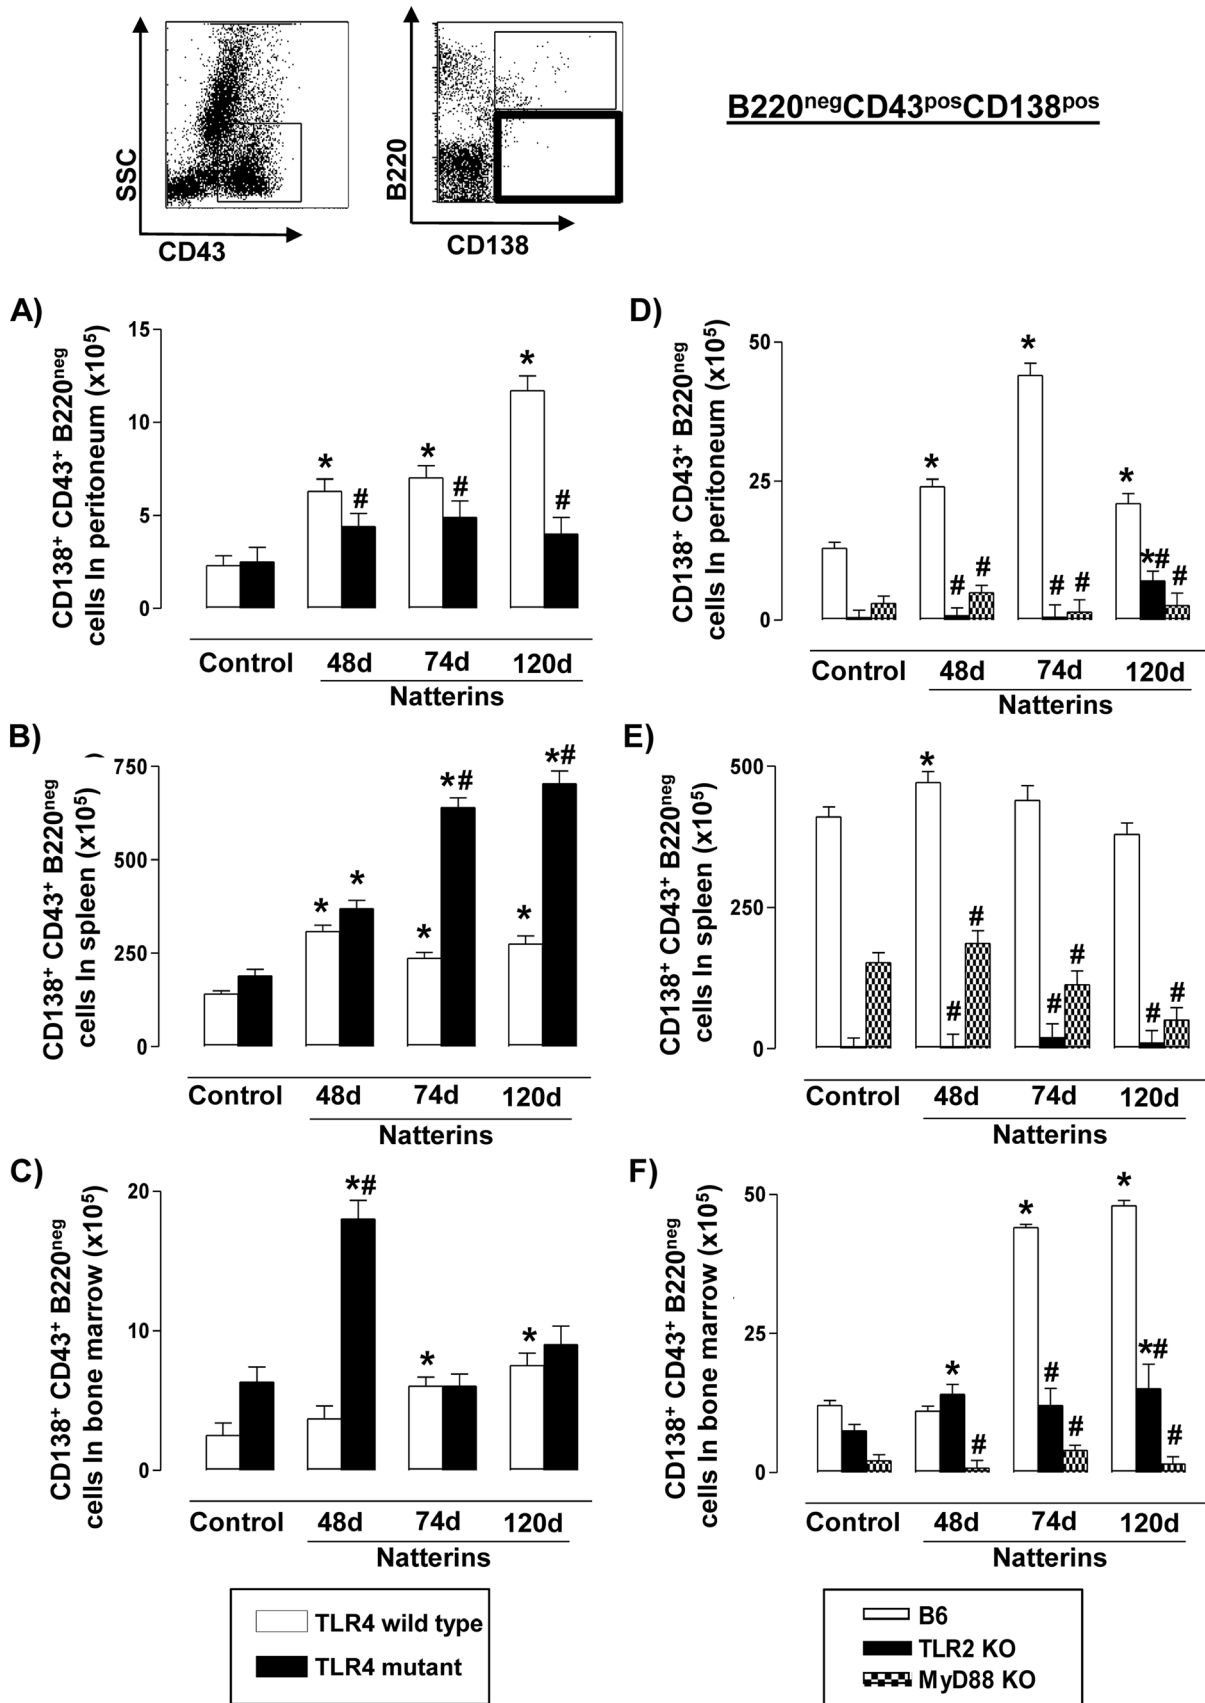 SSC
CD43
B220
CD138
B220negCD43posCD138pos
A)
CD138+ CD43+ B220neg
cells In peritoneum (x105)
15
10
5
0
* # * # * #
Control 48d 74d 120d
Natterins
D)
CD138+ CD43+ B220neg
cells In peritoneum (x105)
50
25
0
* # # * # # * *# #
Control 48d 74d 120d
Natterins
B)
CD138+ CD43+ B220neg
cells In spleen (x105)
750
500
250
0
* * * *# * *#
Control 48d 74d 120d
Natterins
E)
CD138+ CD43+ B220neg
cells In spleen (x105)
500
250
0
* # # # # # #
Control 48d 74d 120d
Natterins
C)
CD138+ CD43+ B220neg
cells In bone marrow (x105)
20
10
0
*# * *
Control 48d 74d 120d
Natterins
F)
CD138+ CD43+ B220neg
cells In bone marrow (x105)
50
25
0
* # * # # * *# #
Control 48d 74d 120d
Natterins
TLR4 wild type
TLR4 mutant
B6
TLR2 KO
MyD88 KO